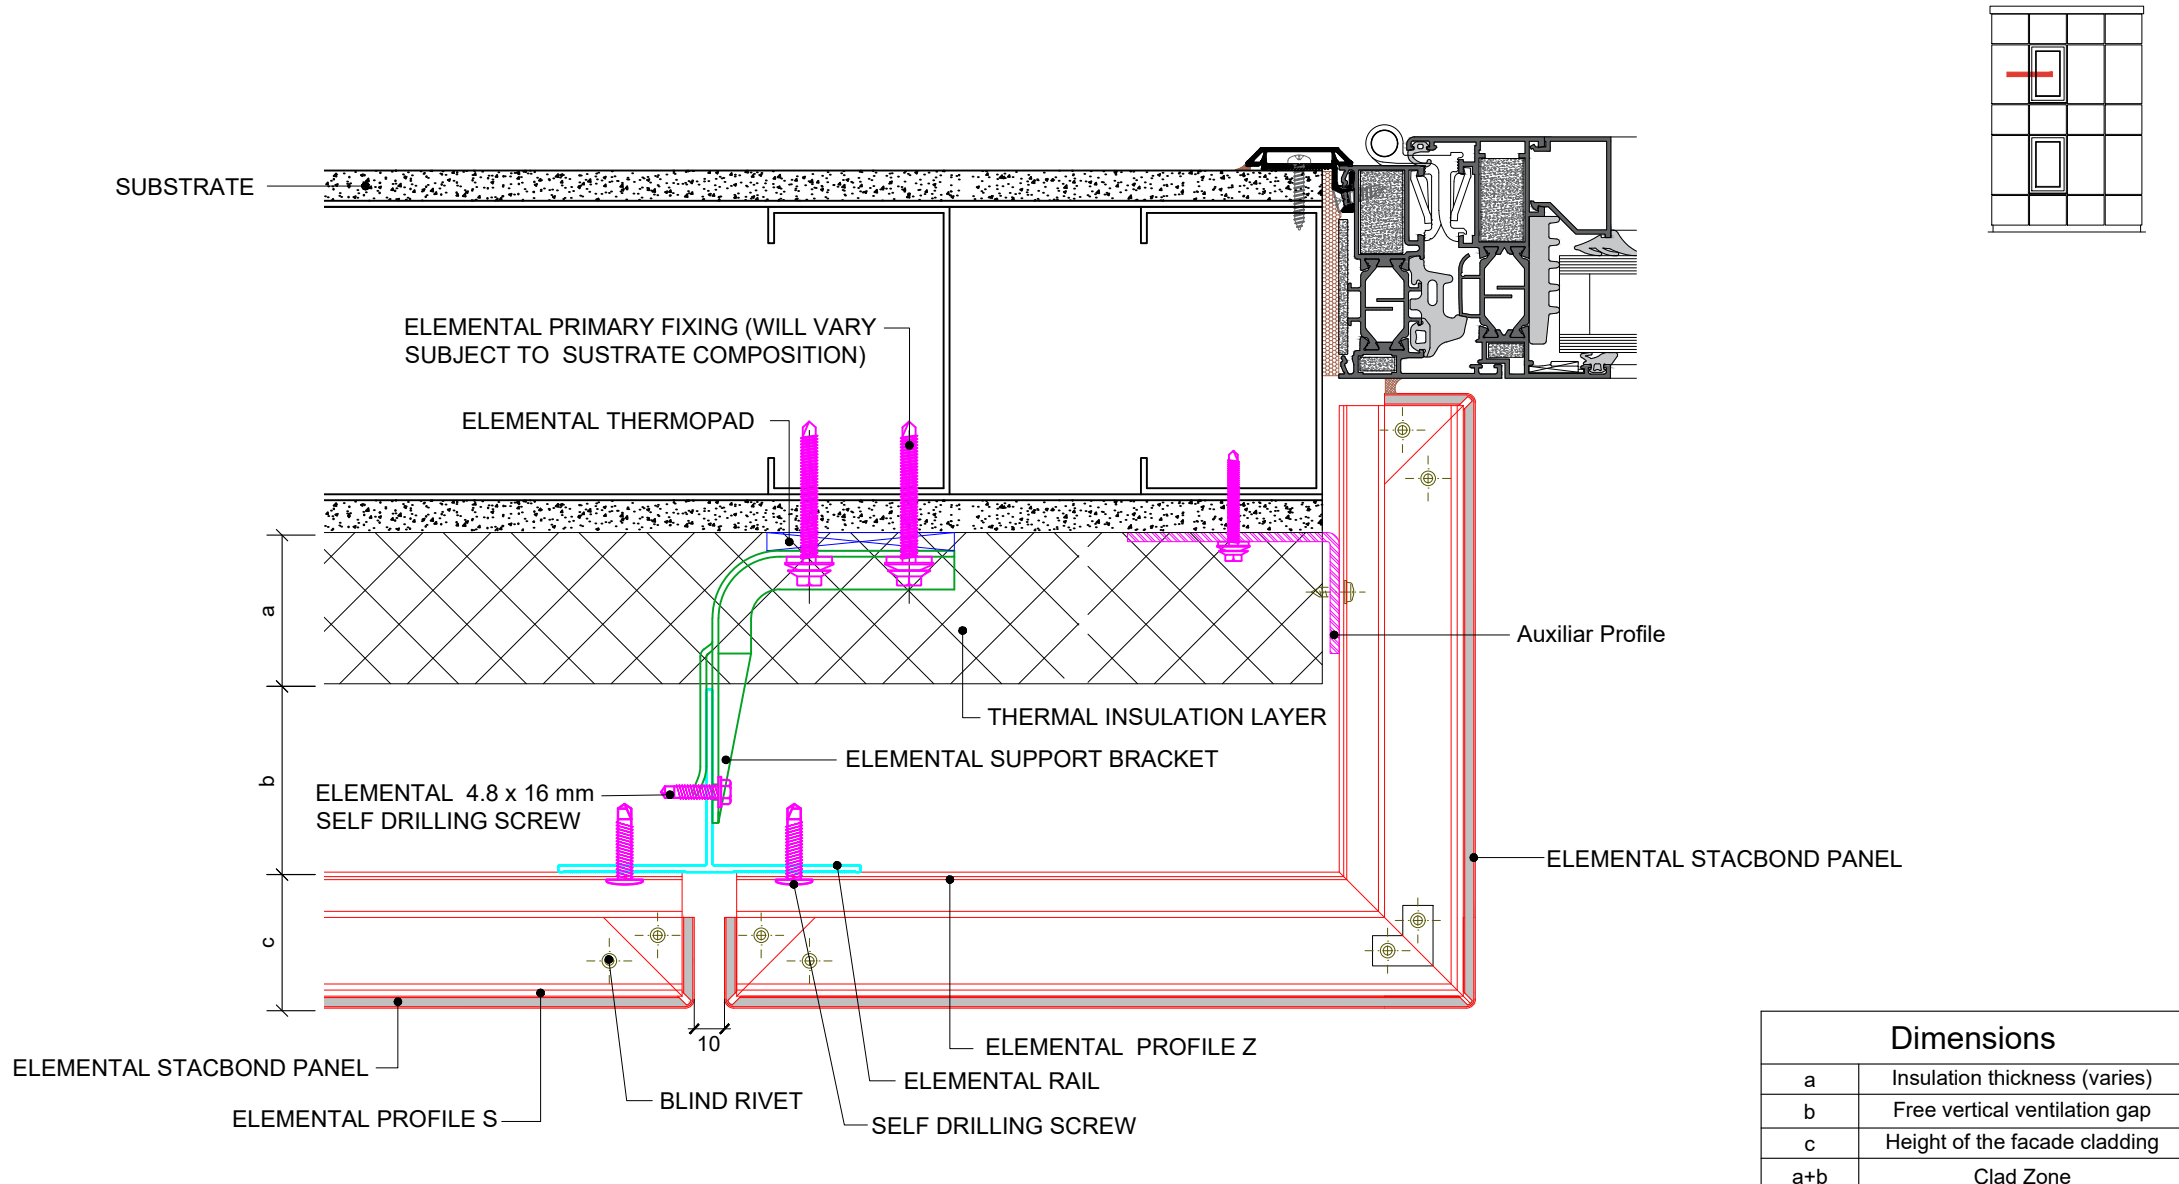 SUBSTRATE
ELEMENTAL PRIMARY FIXING (WILL VARY
SUBJECT TO SUSTRATE COMPOSITION)
ELEMENTAL THERMOPAD
a
Auxiliar Profile
THERMAL INSULATION LAYER
ELEMENTAL SUPPORT BRACKET
b
ELEMENTAL 4.8 x 16 mm
SELF DRILLING SCREW
ELEMENTAL STACBOND PANEL
c
10
ELEMENTAL PROFILE Z
ELEMENTAL STACBOND PANEL
ELEMENTAL RAIL
BLIND RIVET
ELEMENTAL PROFILE S
SELF DRILLING SCREW
Dimensions
a Insulation thickness (varies)
b Free vertical ventilation gap
c Height of the facade cladding
a+b Clad Zone